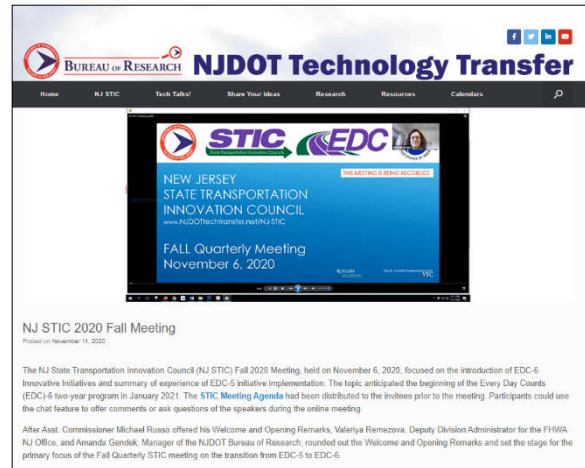 BUREAU OF RESEARCH NJDOT Technology Transfer
Home NJ STIC Tech Talks! Share Your Ideas Research Resources Calendars
STIC EDC
State Transportation Innovation Councils
THIS MEETING IS BEING RECORDED
NEW JERSEY
STATE TRANSPORTATION
INNOVATION COUNCIL
www.NJDOTtechtransfer.net/NJ-STIC
FALL Quarterly Meeting
November 6, 2020
RUTGERS
VTC
NJ STIC 2020 Fall Meeting
Posted on November 11, 2020
The NJ State Transportation Innovation Council (NJ STIC) Fall 2020 Meeting, held on November 6, 2020, focused on the introduction of EDC-6
Innovative Initiatives and summary of experience of EDC-5 initiative implementation. The topic anticipated the beginning of the Every Day Counts
(EDC)-6 two-year program in January 2021. The STIC Meeting Agenda had been distributed to the invitees prior to the meeting. Participants could use
the chat feature to offer comments or ask questions of the speakers during the online meeting.
After Asst. Commissioner Michael Russo offered his Welcome and Opening Remarks, Valeriya Remezova, Deputy Division Administrator for the FHWA
NJ Office, and Amanda Gendek, Manager of the NJDOT Bureau of Research, rounded out the Welcome and Opening Remarks and set the stage for the
primary focus of the Fall Quarterly STIC meeting on the transition from EDC-5 to EDC-6.